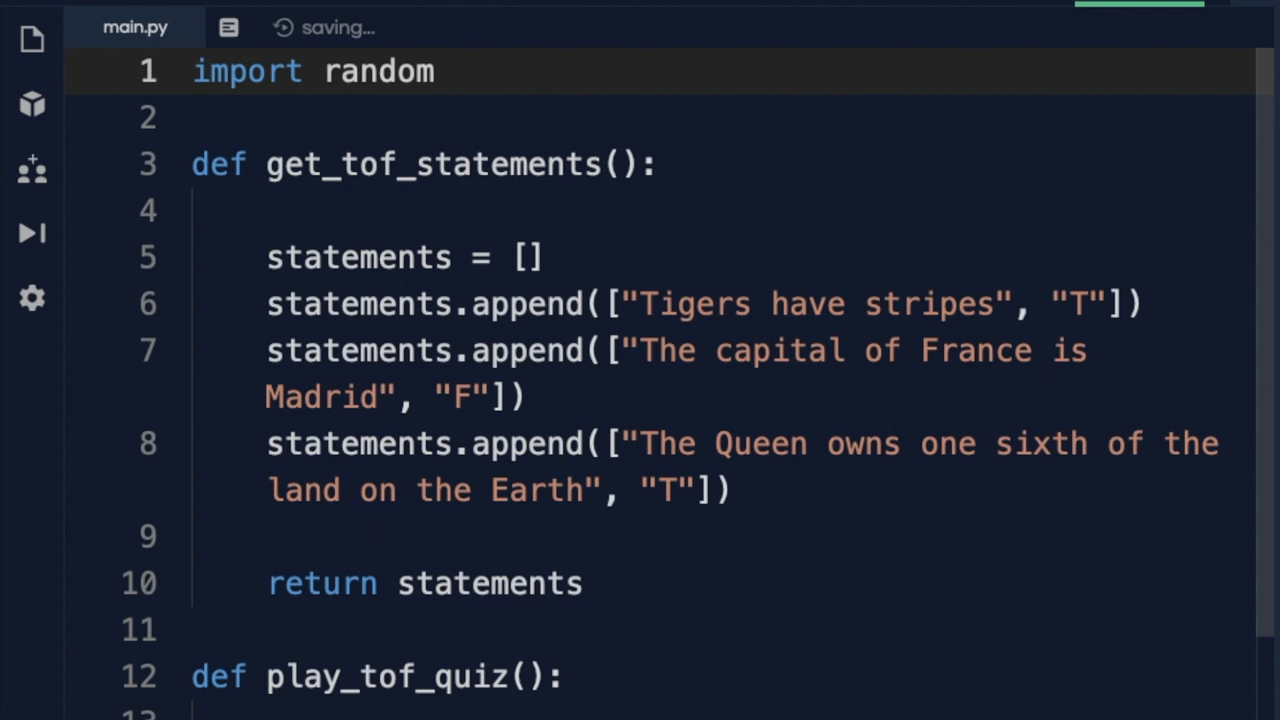 main.py saving...
1 import random
2
3 def get_tof_statements():
4
5 statements = []
6 statements.append(["Tigers have stripes", "T"])
7 statements.append(["The capital of France is
Madrid", "F"])
8 statements.append(["The Queen owns one sixth of the
land on the Earth", "T"])
9
10 return statements
11
12 def play_tof_quiz():
13